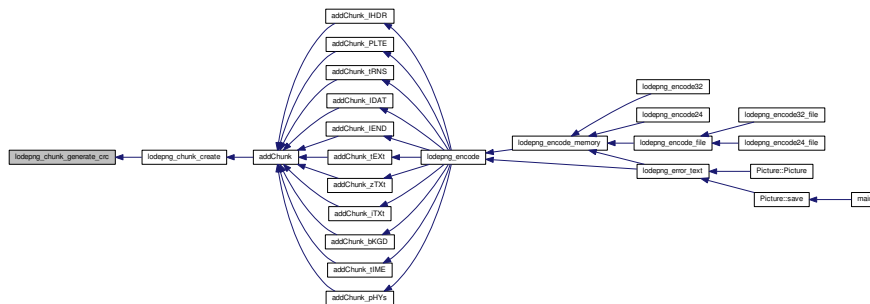 addChunk_IHDR
addChunk_PLTE
addChunk_tRNS
addChunk_IDAT
addChunk_IEND
addChunk_tEXt
addChunk_zTXt
addChunk_iTXt
addChunk_bKGD
addChunk_tIME
addChunk_pHYs
lodepng_chunk_generate_crc
lodepng_chunk_create
addChunk
lodepng_encode
lodepng_encode32
lodepng_encode24
lodepng_encode_memory
lodepng_encode_file
lodepng_error_text
lodepng_encode32_file
lodepng_encode24_file
Picture::Picture
Picture::save
main